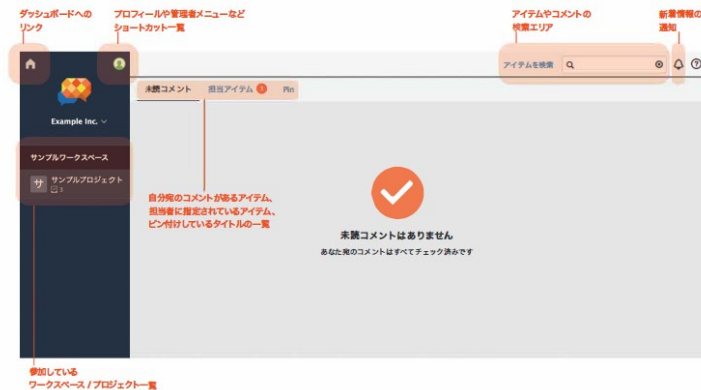 ダッシュボードへの
リンク
プロフィールや管理者メニューなど
ショートカット一覧
アイテムやコメントの
検索エリア
新着情報の
通知
アイテムを検索
Example Inc.
未読コメント 担当アイテム 1 Pin
サンプルワークスペース
サ サンプルプロジェクト
3
自分宛のコメントがあるアイテム、
担当者に指定されているアイテム、
ピン付けしているタイトルの一覧
未読コメントはありません
あなた宛のコメントはすべてチェック済みです
参加している
ワークスペース / プロジェクト一覧